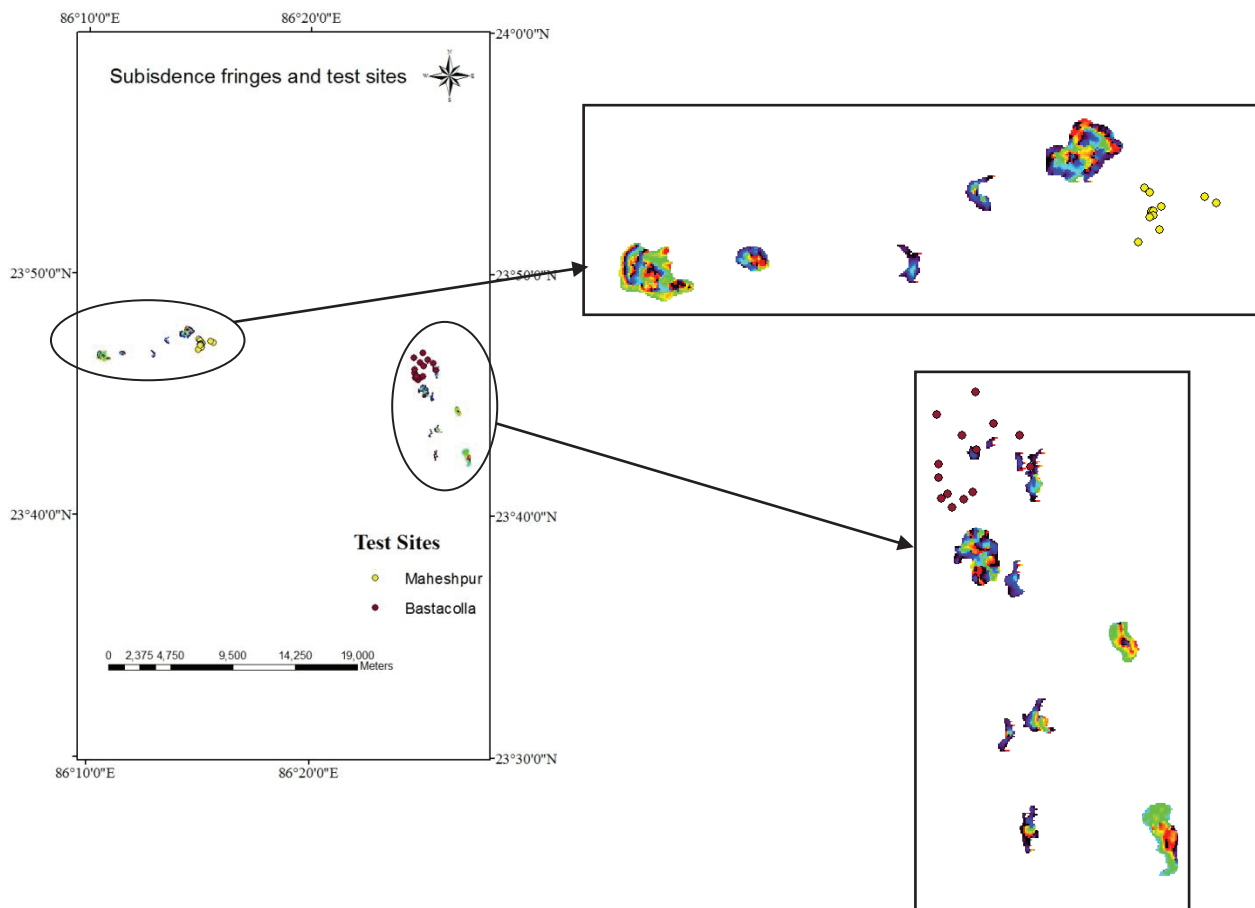 86°10'0"E 86°20'0"E
24°0'0"N
Subisdence fringes and test sites
N
W E
S
23°50'0"N 23°50'0"N
23°40'0"N 23°40'0"N
Test Sites
Maheshpur
Bastacolla
0 2,375 4,750 9,500 14,250 19,000
Meters
23°30'0"N
86°10'0"E 86°20'0"E